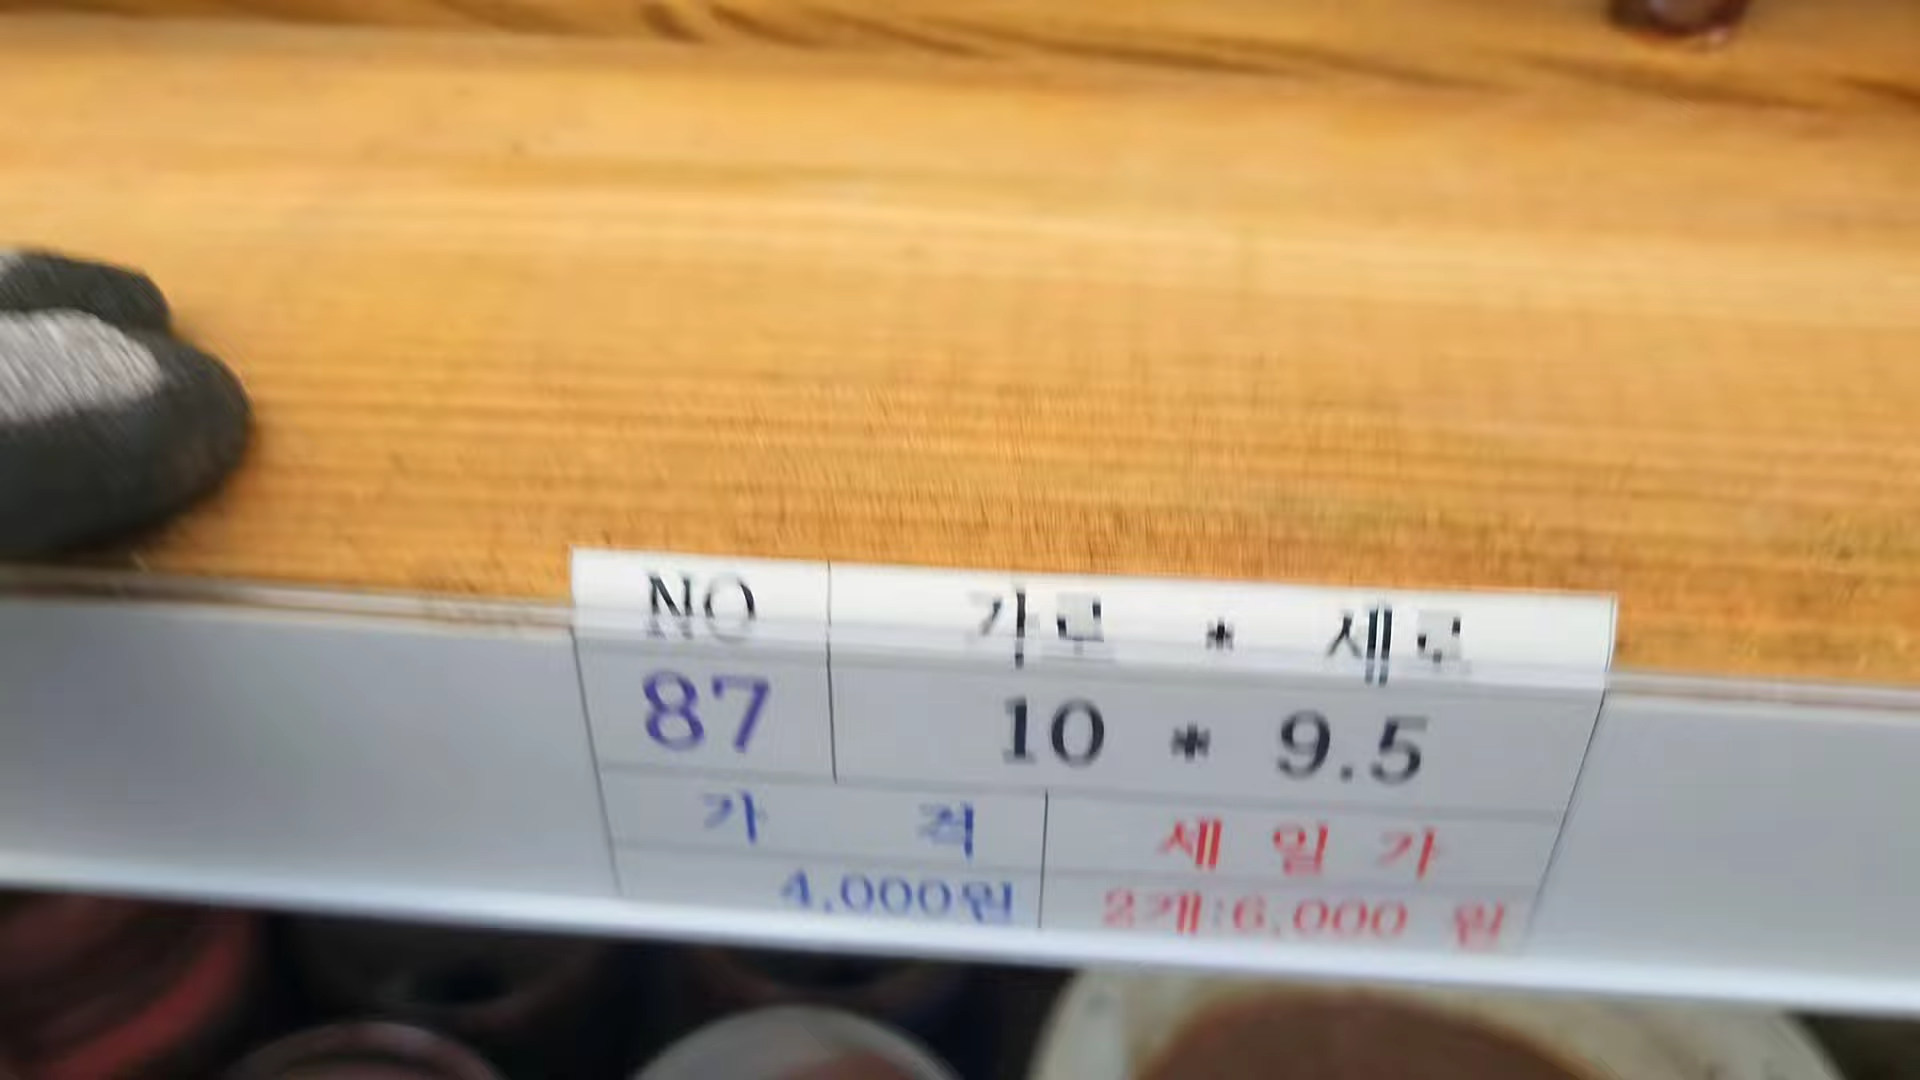 NO 가로 * 세로
87 10 * 9.5
가 격 세 일 가
4,000원 2개:6,000 원